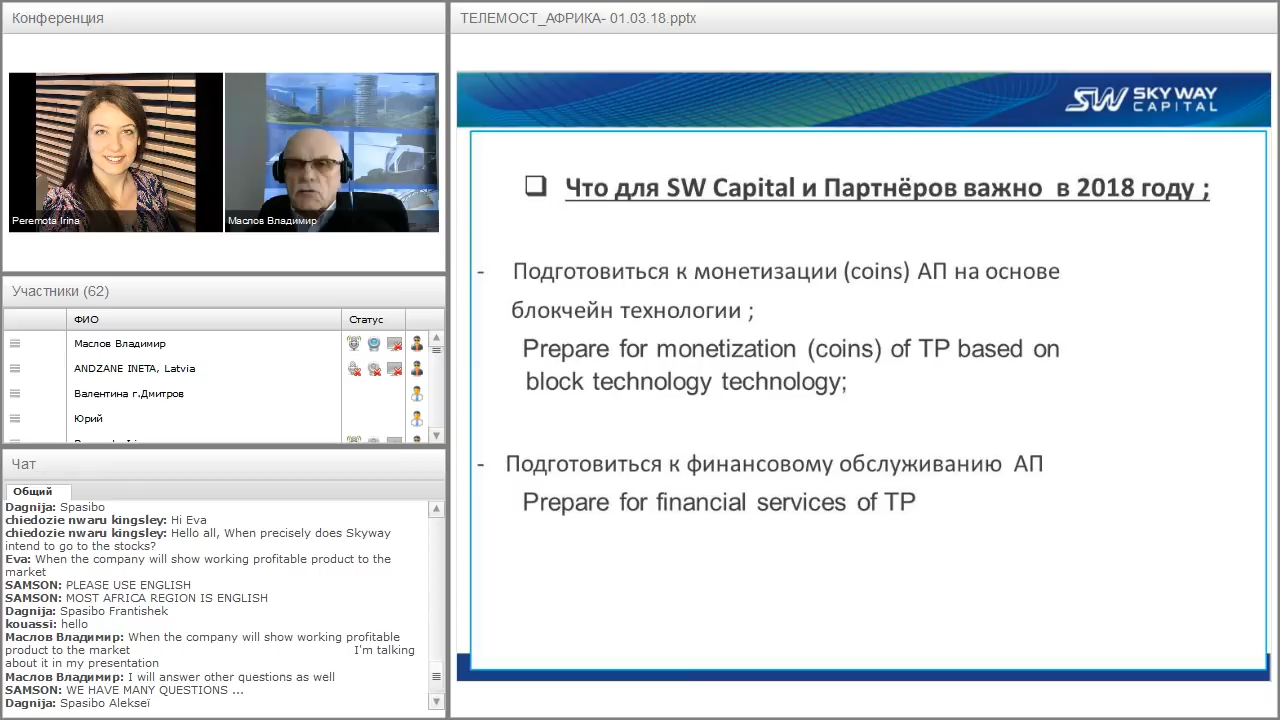 Конференция
Peremota Irina
Маслов Владимир
Участники (62)
ФИО
Статус
Маслов Владимир
ANDZANE INETA, Latvia
Валентина г.Дмитров
Юрий
Чат
Общий
Dagnija: Spasibo
chiedozie nwaru kingsley: Hi Eva
chiedozie nwaru kingsley: Hello all, When precisely does Skyway
intend to go to the stocks?
Eva: When the company will show working profitable product to the
market
SAMSON: PLEASE USE ENGLISH
SAMSON: MOST AFRICA REGION IS ENGLISH
Dagnija: Spasibo Frantishek
kouassi: hello
Маслов Владимир: When the company will show working profitable
product to the market I'm talking
about it in my presentation
Маслов Владимир: I will answer other questions as well
SAMSON: WE HAVE MANY QUESTIONS ...
Dagnija: Spasibo Alekseï
ТЕЛЕМОСТ_АФРИКА- 01.03.18.pptx
SW SKY WAY
CAPITAL
Что для SW Capital и Партнёров важно в 2018 году ;
- Подготовиться к монетизации (coins) АП на основе
блокчейн технологии ;
Prepare for monetization (coins) of TP based on
block technology technology;
- Подготовиться к финансовому обслуживанию АП
Prepare for financial services of TP